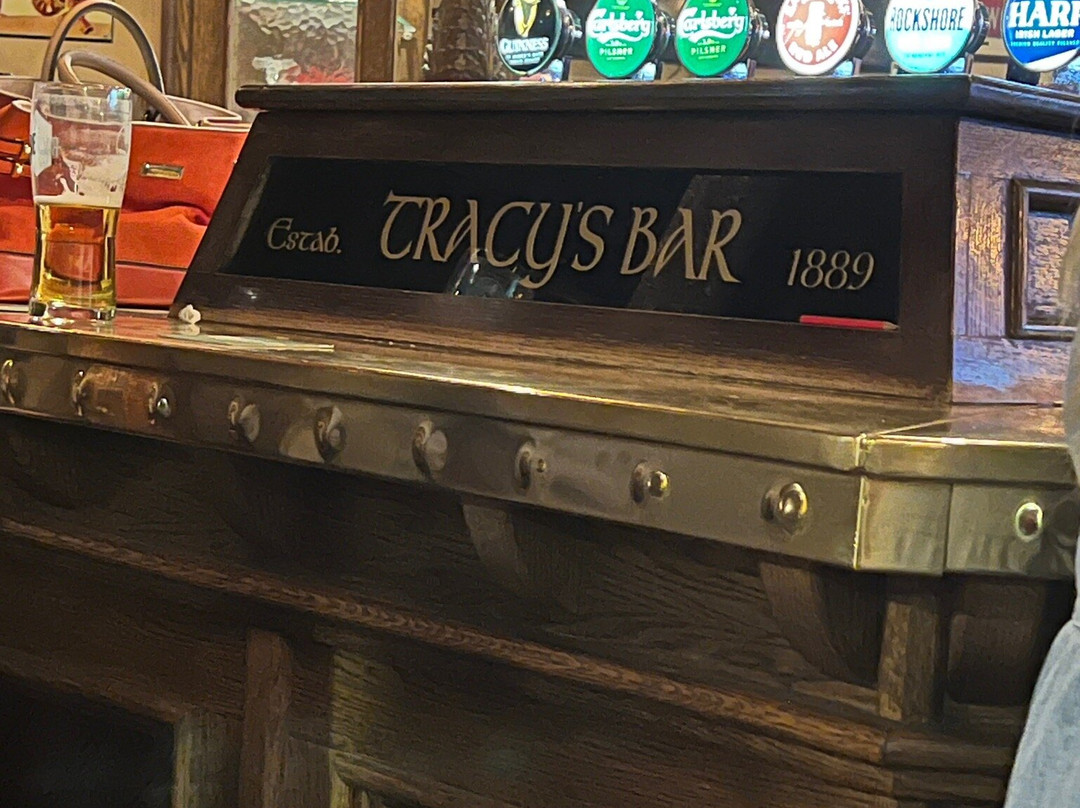 GUINNESS
Carlsberg
PILSNER
Carlsberg
PILSNER
ROCKSHORE
HARP
IRISH LAGER
Estab. TRACY'S BAR 1889